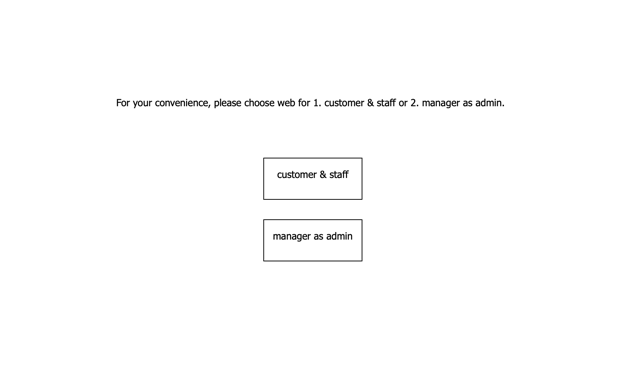 For your convenience, please choose web for 1. customer & staff or 2. manager as admin.
customer & staff
manager as admin